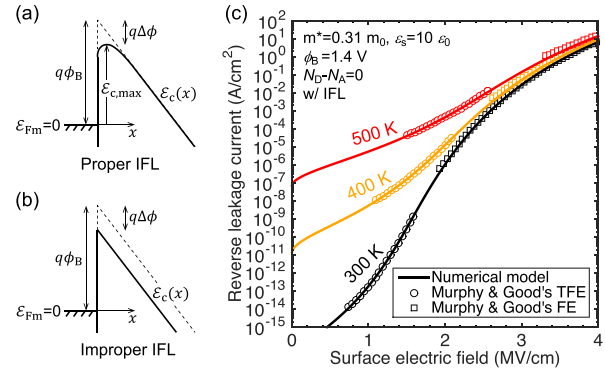 (a)
qΔϕ
qϕB
ℰc,max
ℰc(x)
ℰFm=0
x
Proper IFL
(b)
qΔϕ
qϕB
ℰc(x)
ℰFm=0
x
Improper IFL
(c)
Reverse leakage current (A/cm²)
10²
10¹
10⁰
10⁻¹
10⁻²
10⁻³
10⁻⁴
10⁻⁵
10⁻⁶
10⁻⁷
10⁻⁸
10⁻⁹
10⁻¹⁰
10⁻¹¹
10⁻¹²
10⁻¹³
10⁻¹⁴
10⁻¹⁵
m*=0.31 m₀, εs=10 ε₀
ϕB=1.4 V
ND-NA=0
w/ IFL
500 K
400 K
300 K
Numerical model
Murphy & Good's TFE
Murphy & Good's FE
0 1 2 3 4
Surface electric field (MV/cm)